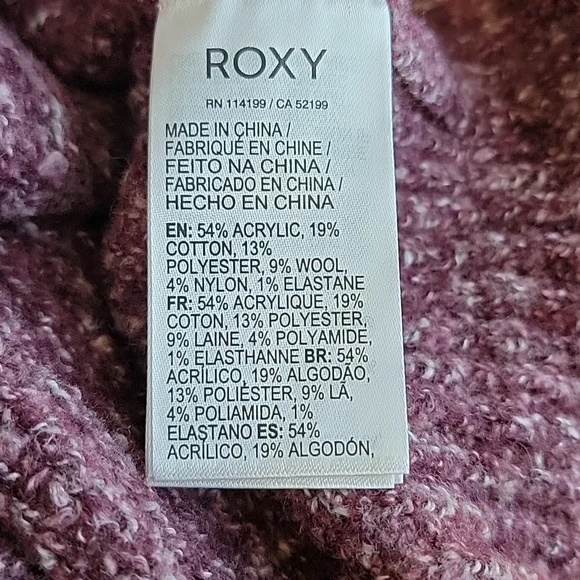 ROXY
RN 114199 / CA 52199
MADE IN CHINA /
FABRIQUÉ EN CHINE /
FEITO NA CHINA /
FABRICADO EN CHINA /
HECHO EN CHINA
EN: 54% ACRYLIC, 19%
COTTON, 13%
POLYESTER, 9% WOOL,
4% NYLON, 1% ELASTANE
FR: 54% ACRYLIQUE, 19%
COTON, 13% POLYESTER,
9% LAINE, 4% POLYAMIDE,
1% ELASTHANNE BR: 54%
ACRÍLICO, 19% ALGODÃO,
13% POLIÉSTER, 9% LÃ,
4% POLIAMIDA, 1%
ELASTANO ES: 54%
ACRÍLICO, 19% ALGODÓN,